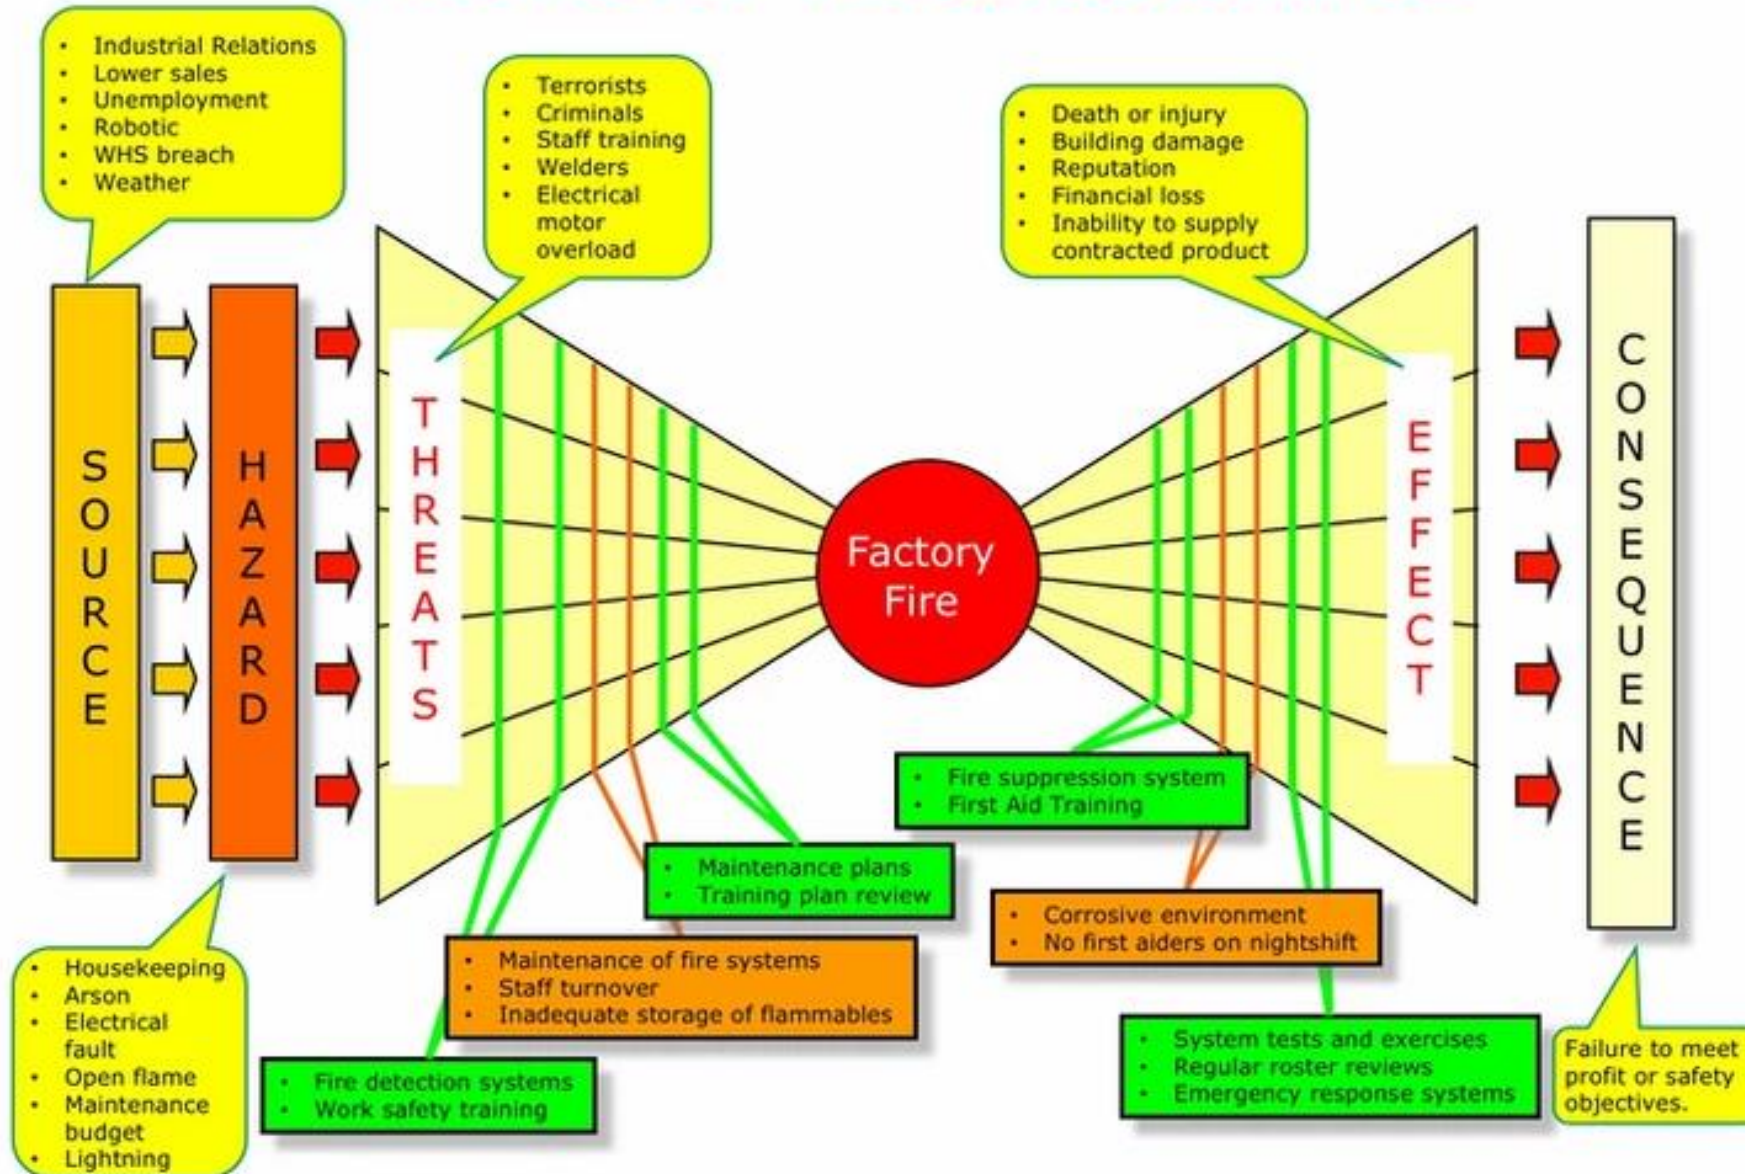 • Industrial Relations
• Lower sales
• Unemployment
• Robotic
• WHS breach
• Weather
• Terrorists
• Criminals
• Staff training
• Welders
• Electrical
motor
overload
• Death or injury
• Building damage
• Reputation
• Financial loss
• Inability to supply
contracted product
SOURCE
HAZARD
THREATS
Factory
Fire
EFFECT
CONSEQUENCE
• Fire suppression system
• First Aid Training
• Maintenance plans
• Training plan review
• Corrosive environment
• No first aiders on nightshift
• Maintenance of fire systems
• Staff turnover
• Inadequate storage of flammables
• Housekeeping
• Arson
• Electrical
fault
• Open flame
• Maintenance
budget
• Lightning
• Fire detection systems
• Work safety training
• System tests and exercises
• Regular roster reviews
• Emergency response systems
Failure to meet
profit or safety
objectives.